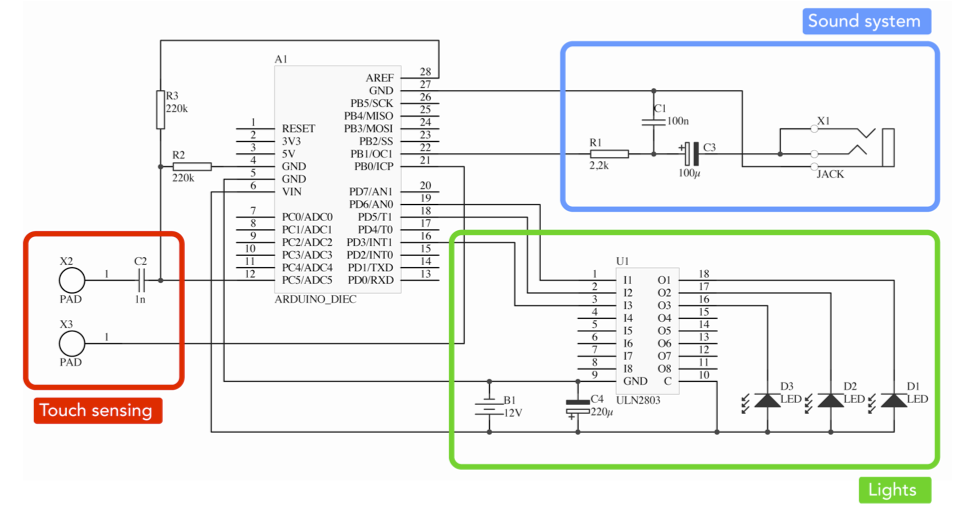 Sound system
A1
AREF 28
GND 27
PB5/SCK 26
PB4/MISO 25
1 RESET PB3/MOSI 24
2 3V3 PB2/SS 23
3 5V PB1/OC1 22
4 GND PB0/ICP 21
5 GND
6 VIN PD7/AN1 20
PD6/AN0 19
7 PC0/ADC0 PD5/T1 18
8 PC1/ADC1 PD4/T0 17
9 PC2/ADC2 PD3/INT1 16
10 PC3/ADC3 PD2/INT0 15
11 PC4/ADC4 PD1/TXD 14
12 PC5/ADC5 PD0/RXD 13
ARDUINO_DIEC
R3
220k
R2
220k
C1
100n
R1
2,2k
+ C3
100µ
X1
JACK
X2
1
PAD
C2
1n
X3
1
PAD
Touch sensing
U1
1 I1 O1 18
2 I2 O2 17
3 I3 O3 16
4 I4 O4 15
5 I5 O5 14
6 I6 O6 13
7 I7 O7 12
8 I8 O8 11
9 GND C 10
ULN2803
B1
12V
C4
220µ
+
D3
LED
D2
LED
D1
LED
Lights